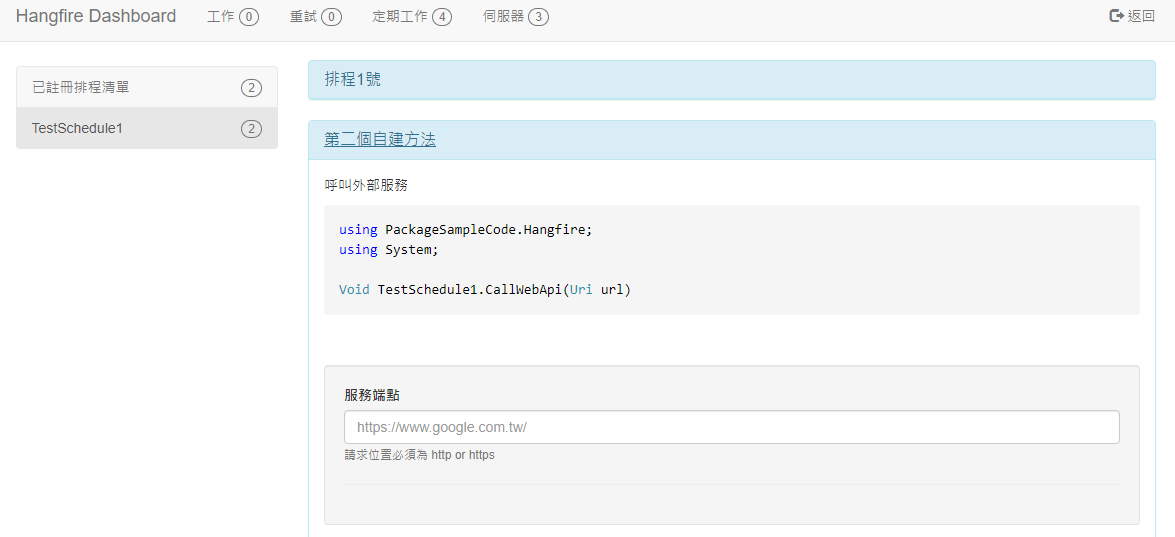 Hangfire Dashboard 工作 0 重試 0 定期工作 4 伺服器 3 返回
已註冊排程清單 2
TestSchedule1 2
排程1號
第二個自建方法
呼叫外部服務
using PackageSampleCode.Hangfire;
using System;
Void TestSchedule1.CallWebApi(Uri url)
服務端點
https://www.google.com.tw/
請求位置必須為 http or https